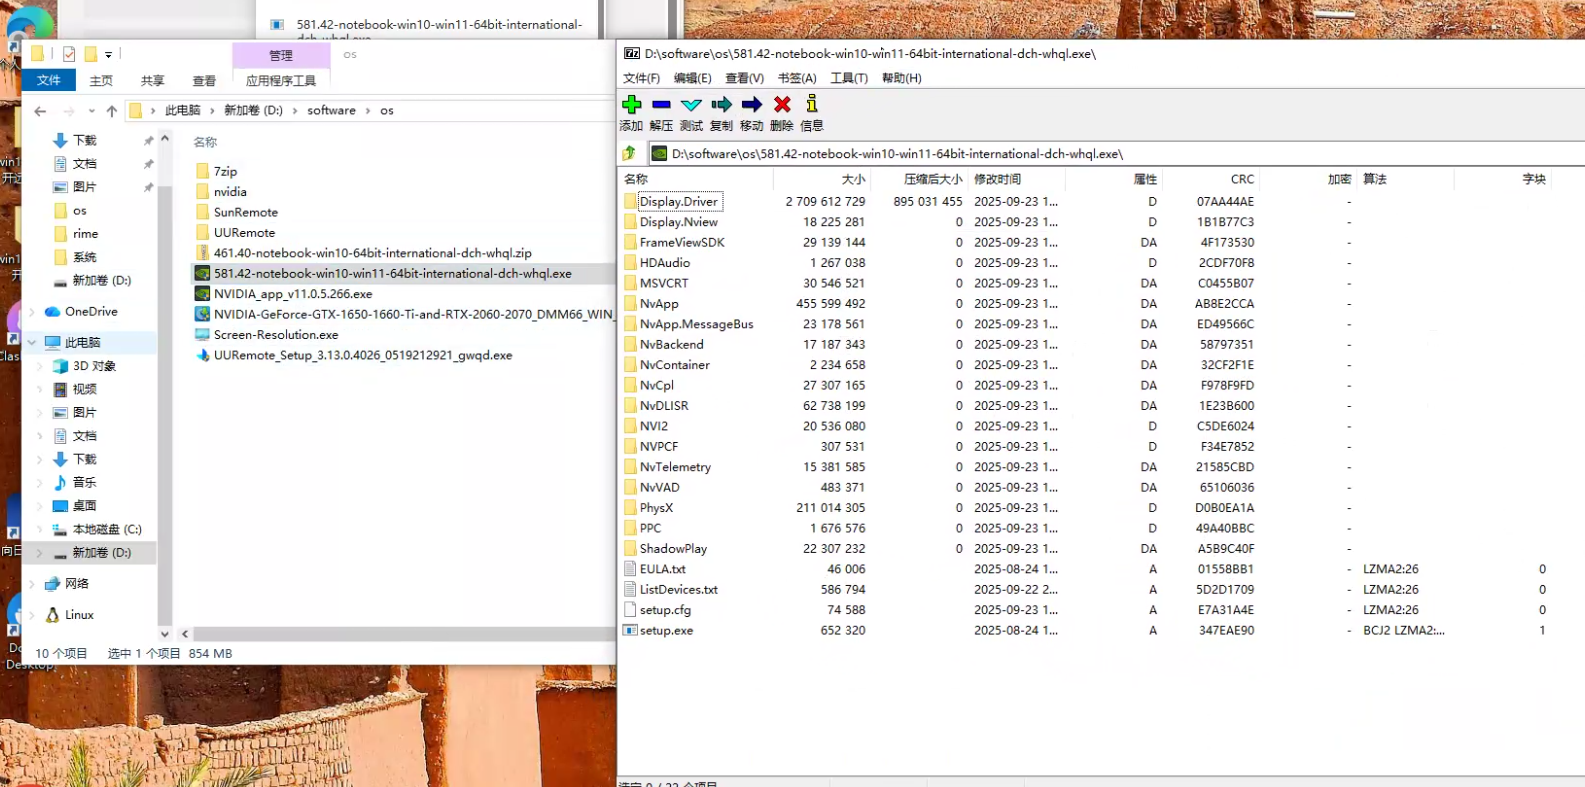 581.42-notebook-win10-win11-64bit-international-
管理
os
文件
主页
共享
查看
应用程序工具
此电脑 › 新加卷 (D:) › software › os
下载
文档
图片
os
rime
系统
新加卷 (D:)
OneDrive
此电脑
3D 对象
视频
图片
文档
下载
音乐
桌面
本地磁盘 (C:)
新加卷 (D:)
网络
Linux
名称
7zip
nvidia
SunRemote
UURemote
461.40-notebook-win10-64bit-international-dch-whql.zip
581.42-notebook-win10-win11-64bit-international-dch-whql.exe
NVIDIA_app_v11.0.5.266.exe
NVIDIA-GeForce-GTX-1650-1660-Ti-and-RTX-2060-2070_DMM66_WIN_
Screen-Resolution.exe
UURemote_Setup_3.13.0.4026_0519212921_gwqd.exe
10 个项目 选中 1 个项目 854 MB
D:\software\os\581.42-notebook-win10-win11-64bit-international-dch-whql.exe\
文件(F) 编辑(E) 查看(V) 书签(A) 工具(T) 帮助(H)
添加 解压 测试 复制 移动 删除 信息
D:\software\os\581.42-notebook-win10-win11-64bit-international-dch-whql.exe\
名称 大小 压缩后大小 修改时间 属性 CRC 加密 算法 字块
Display.Driver 2 709 612 729 895 031 455 2025-09-23 1... D 07AA44AE -
Display.Nview 18 225 281 0 2025-09-23 1... D 1B1B77C3 -
FrameViewSDK 29 139 144 0 2025-09-23 1... DA 4F173530 -
HDAudio 1 267 038 0 2025-09-23 1... D 2CDF70F8 -
MSVCRT 30 546 521 0 2025-09-23 1... DA C0455B07 -
NvApp 455 599 492 0 2025-09-23 1... DA AB8E2CCA -
NvApp.MessageBus 23 178 561 0 2025-09-23 1... DA ED49566C -
NvBackend 17 187 343 0 2025-09-23 1... DA 58797351 -
NvContainer 2 234 658 0 2025-09-23 1... DA 32CF2F1E -
NvCpl 27 307 165 0 2025-09-23 1... DA F978F9FD -
NvDLISR 62 738 199 0 2025-09-23 1... DA 1E23B600 -
NVI2 20 536 080 0 2025-09-23 1... D C5DE6024 -
NVPCF 307 531 0 2025-09-23 1... D F34E7852 -
NvTelemetry 15 381 585 0 2025-09-23 1... DA 21585CBD -
NvVAD 483 371 0 2025-09-23 1... DA 65106036 -
PhysX 211 014 305 0 2025-09-23 1... D D0B0EA1A -
PPC 1 676 576 0 2025-09-23 1... D 49A40BBC -
ShadowPlay 22 307 232 0 2025-09-23 1... DA A5B9C40F -
EULA.txt 46 006 2025-08-24 1... A 01558BB1 - LZMA2:26 0
ListDevices.txt 586 794 2025-09-22 2... A 5D2D1709 - LZMA2:26 0
setup.cfg 74 588 2025-09-23 1... A E7A31A4E - LZMA2:26 0
setup.exe 652 320 2025-08-24 1... A 347EAE90 - BCJ2 LZMA2:... 1